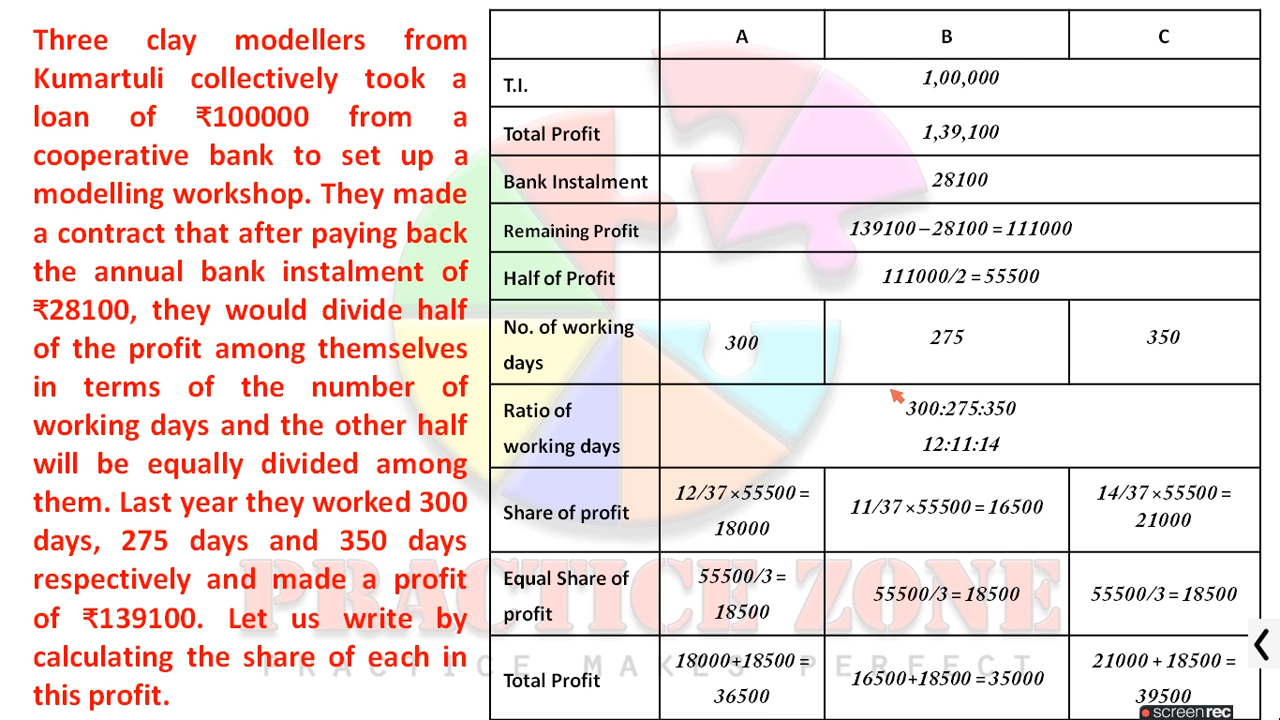 Three clay modellers from
Kumartuli collectively took a
loan of ₹100000 from a
cooperative bank to set up a
modelling workshop. They made
a contract that after paying back
the annual bank instalment of
₹28100, they would divide half
of the profit among themselves
in terms of the number of
working days and the other half
will be equally divided among
them. Last year they worked 300
days, 275 days and 350 days
respectively and made a profit
of ₹139100. Let us write by
calculating the share of each in
this profit.
A B C
T.I. 1,00,000
Total Profit 1,39,100
Bank Instalment 28100
Remaining Profit 139100−28100 = 111000
Half of Profit 111000/2 = 55500
No. of working
days 300 275 350
Ratio of
working days
300:275:350
12:11:14
Share of profit
12/37 ×55500 =
18000
11/37 ×55500 = 16500
14/37 ×55500 =
21000
Equal Share of
profit
55500/3 =
18500
55500/3 = 18500
55500/3 = 18500
Total Profit
18000+18500 =
36500
16500+18500 = 35000
21000 + 18500 =
39500
PRACTICE ZONE
PRACTICE MAKES PERFECT
screenrec